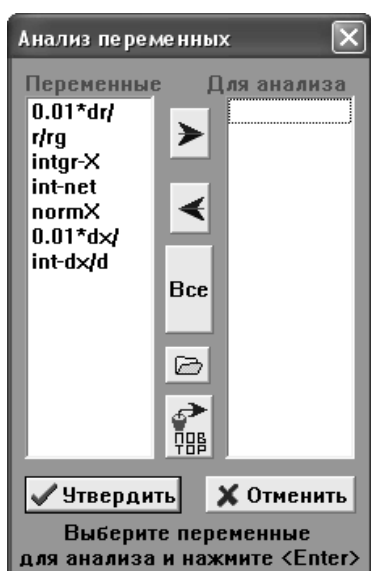 Анализ переменных
Переменные Для анализа
0.01*dr/
r/rg
intgr-X
int-net
normX
0.01*dx/
int-dx/d
Все
ПОВ
ТОР
Утвердить Отменить
Выберите переменные
для анализа и нажмите <Enter>